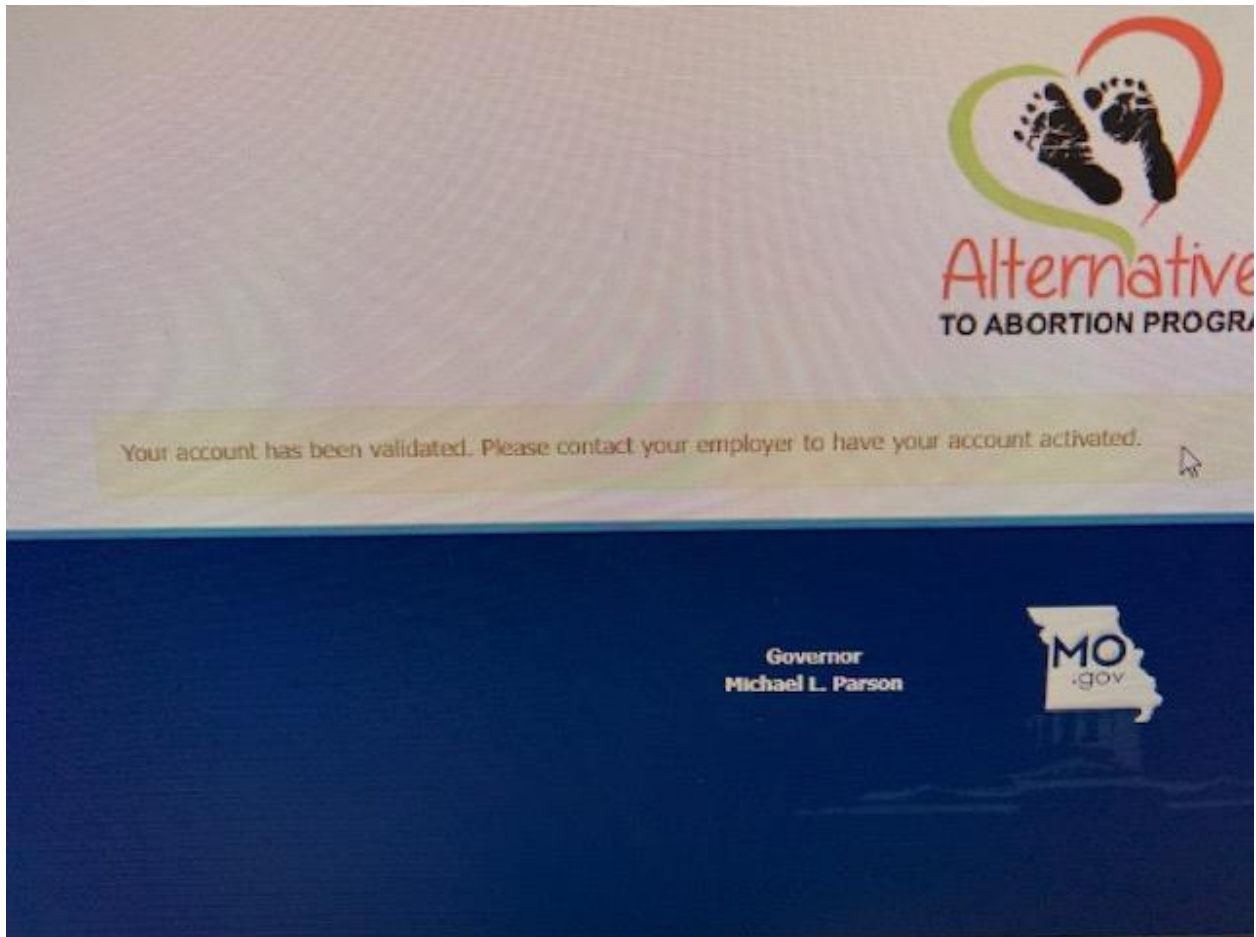 Alternative
TO ABORTION PROGRA
Your account has been validated. Please contact your employer to have your account activated.
Governor
Michael L. Parson
MO
.gov